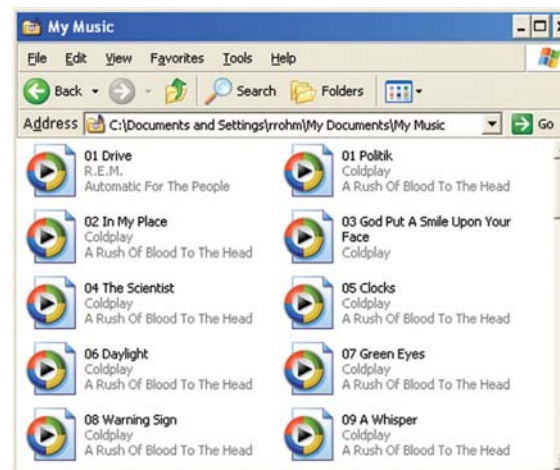 My Music
File Edit View Favorites Tools Help
Back Search Folders
Address C:\Documents and Settings\rrohm\My Documents\My Music Go
01 Drive
R.E.M.
Automatic For The People
01 Politik
Coldplay
A Rush Of Blood To The Head
02 In My Place
Coldplay
A Rush Of Blood To The Head
03 God Put A Smile Upon Your
Face
Coldplay
04 The Scientist
Coldplay
A Rush Of Blood To The Head
05 Clocks
Coldplay
A Rush Of Blood To The Head
06 Daylight
Coldplay
A Rush Of Blood To The Head
07 Green Eyes
Coldplay
A Rush Of Blood To The Head
08 Warning Sign
Coldplay
A Rush Of Blood To The Head
09 A Whisper
Coldplay
A Rush Of Blood To The Head